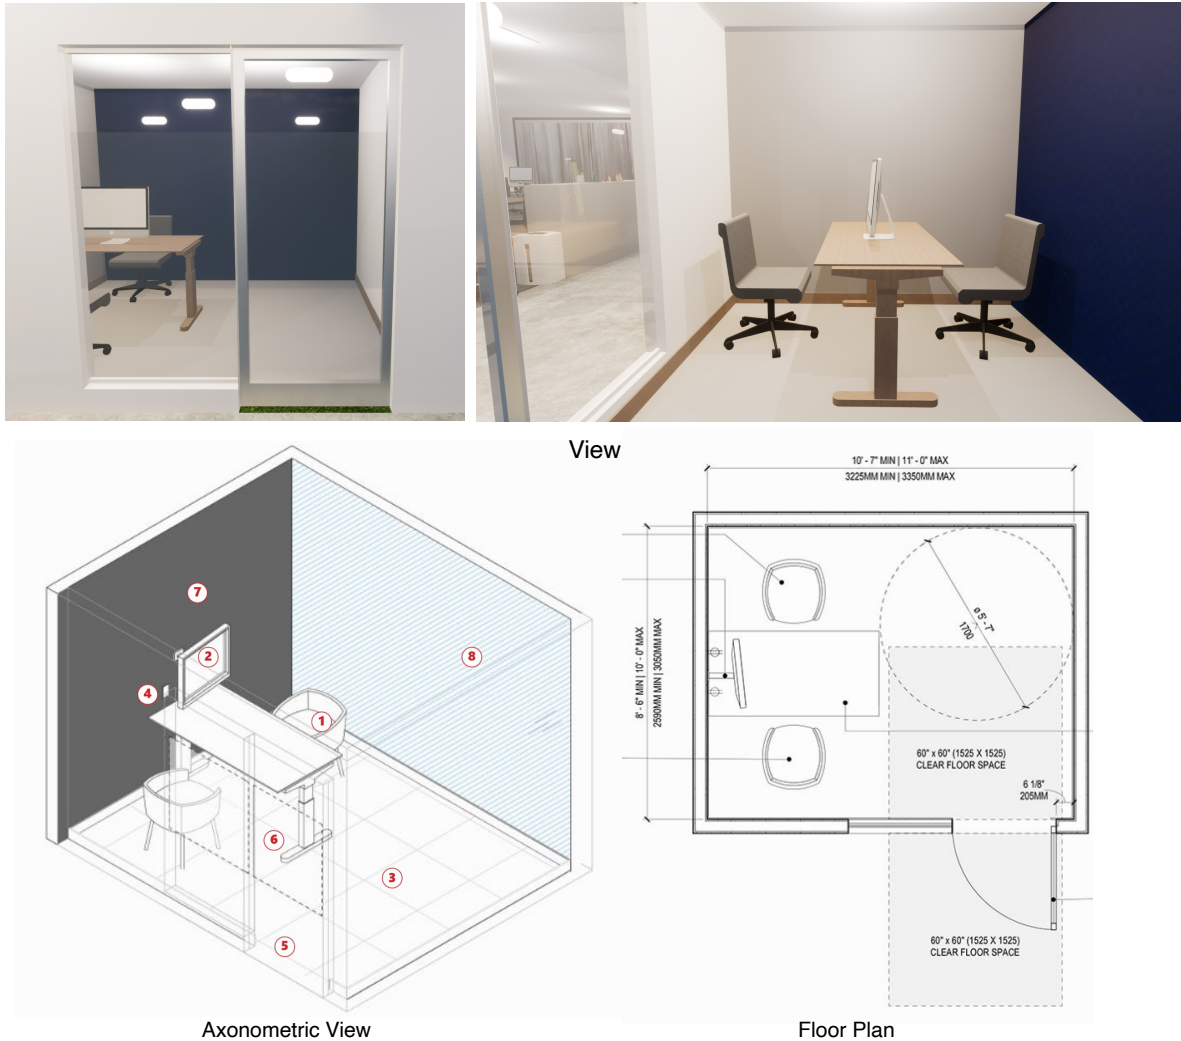 View
10' - 7" MIN | 11' - 0" MAX
3225MM MIN | 3350MM MAX
8' - 6" MIN | 10' - 0" MAX
2590MM MIN | 3050MM MAX
ø 5' - 7"
1700
60" x 60" (1525 X 1525)
CLEAR FLOOR SPACE
6 1/8"
205MM
60" x 60" (1525 X 1525)
CLEAR FLOOR SPACE
7
2
8
4
1
6
3
5
Axonometric View
Floor Plan